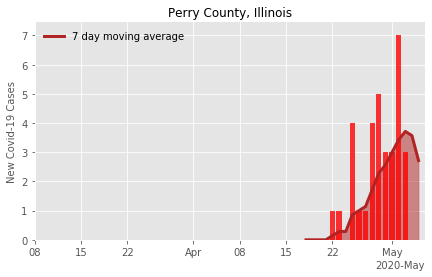 Perry County, Illinois
7 day moving average
New Covid-19 Cases
7
6
5
4
3
2
1
0
08 15 22 Apr 08 15 22 May
2020-May